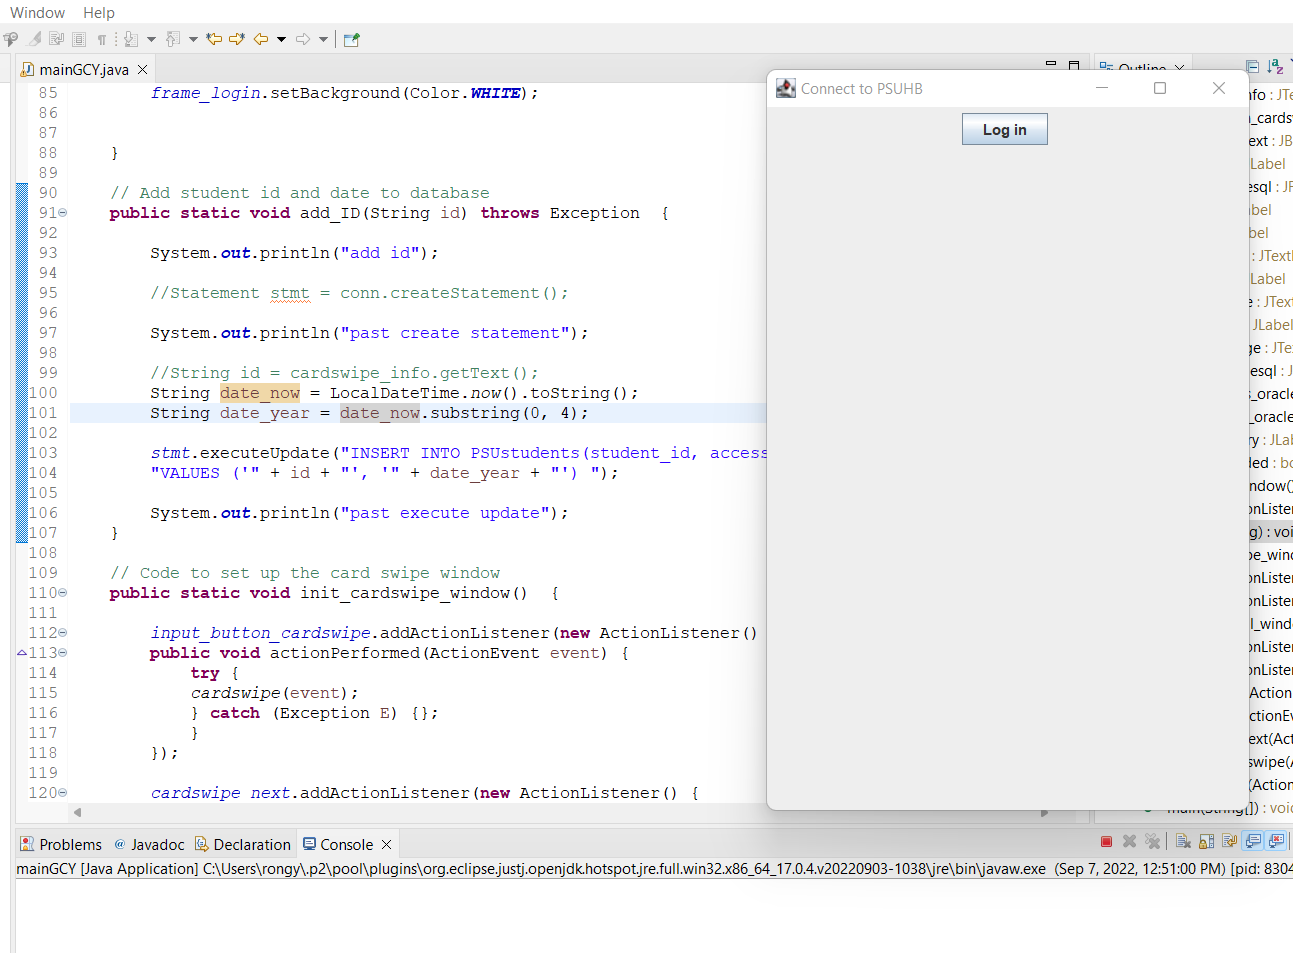 Window Help
mainGCY.java
Outline
85 frame_login.setBackground(Color.WHITE);
86
87
88 }
89
90 // Add student id and date to database
91 public static void add_ID(String id) throws Exception {
92
93 System.out.println("add id");
94
95 //Statement stmt = conn.createStatement();
96
97 System.out.println("past create statement");
98
99 //String id = cardswipe_info.getText();
100 String date_now = LocalDateTime.now().toString();
101 String date_year = date_now.substring(0, 4);
102
103 stmt.executeUpdate("INSERT INTO PSUstudents(student_id, access
104 "VALUES ('" + id + "', '" + date_year + "') ");
105
106 System.out.println("past execute update");
107 }
108
109 // Code to set up the card swipe window
110 public static void init_cardswipe_window() {
111
112 input_button_cardswipe.addActionListener(new ActionListener()
113 public void actionPerformed(ActionEvent event) {
114 try {
115 cardswipe(event);
116 } catch (Exception E) {};
117 }
118 });
119
120 cardswipe_next.addActionListener(new ActionListener() {
Connect to PSUHB
Log in
nfo : JTe
_cards
ext : JB
Label
esql : JF
bel
bel
: JTextl
Label
e : JText
JLabel
ge : JTe
esql : J
s_oracle
_oracle
ry : JLa
ded : bo
ndow()
onListen
g) : voi
pe_wind
onListen
onListen
l_windo
onListen
onListen
Action
ctionEv
ext(Act
swipe(A
(Action
main(String[]) : void
Problems @ Javadoc Declaration Console
mainGCY [Java Application] C:\Users\rongy\.p2\pool\plugins\org.eclipse.justj.openjdk.hotspot.jre.full.win32.x86_64_17.0.4.v20220903-1038\jre\bin\javaw.exe (Sep 7, 2022, 12:51:00 PM) [pid: 8304